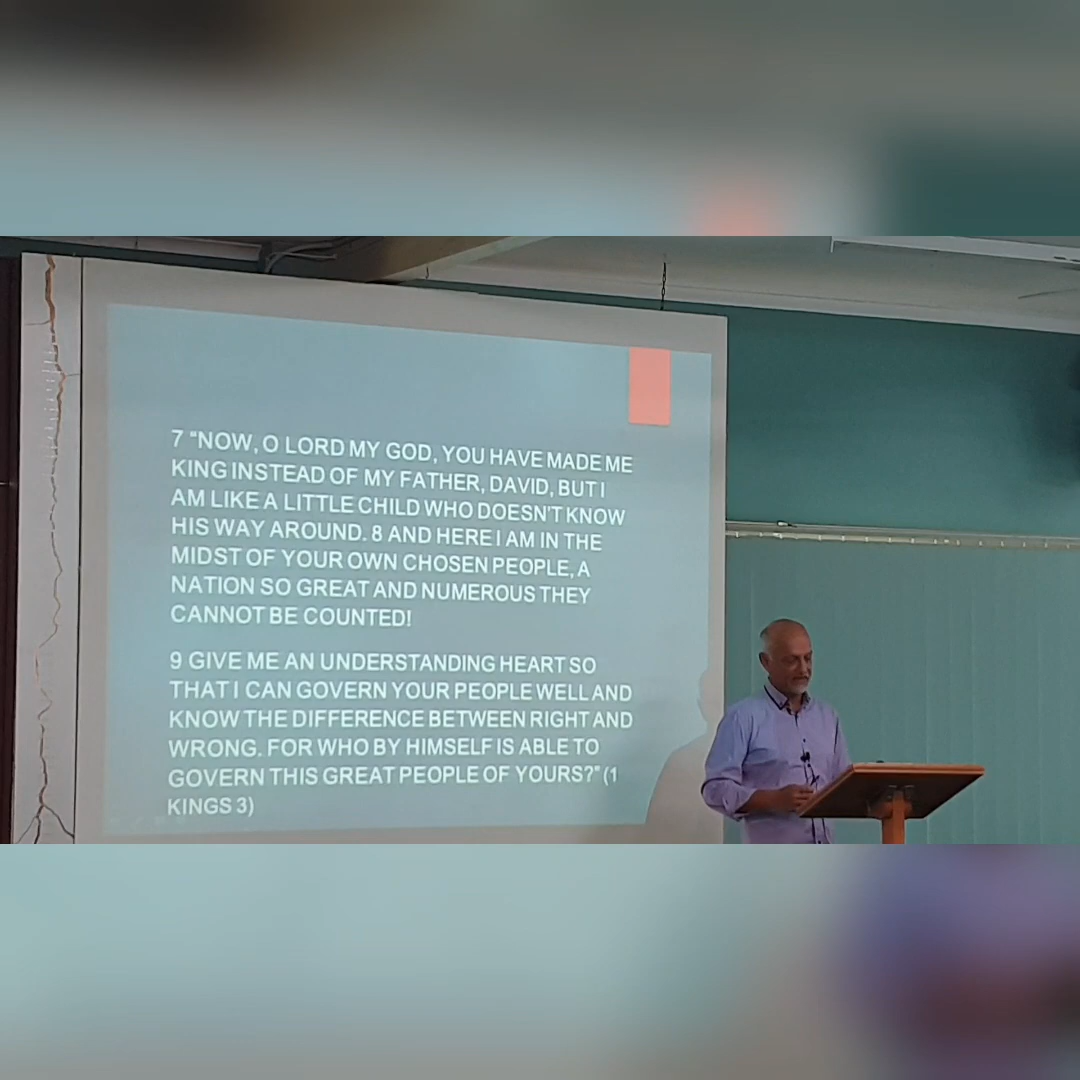 7 "NOW, O LORD MY GOD, YOU HAVE MADE ME
KING INSTEAD OF MY FATHER, DAVID, BUT I
AM LIKE A LITTLE CHILD WHO DOESN'T KNOW
HIS WAY AROUND. 8 AND HERE I AM IN THE
MIDST OF YOUR OWN CHOSEN PEOPLE, A
NATION SO GREAT AND NUMEROUS THEY
CANNOT BE COUNTED!
9 GIVE ME AN UNDERSTANDING HEART SO
THAT I CAN GOVERN YOUR PEOPLE WELL AND
KNOW THE DIFFERENCE BETWEEN RIGHT AND
WRONG. FOR WHO BY HIMSELF IS ABLE TO
GOVERN THIS GREAT PEOPLE OF YOURS?" (1
KINGS 3)